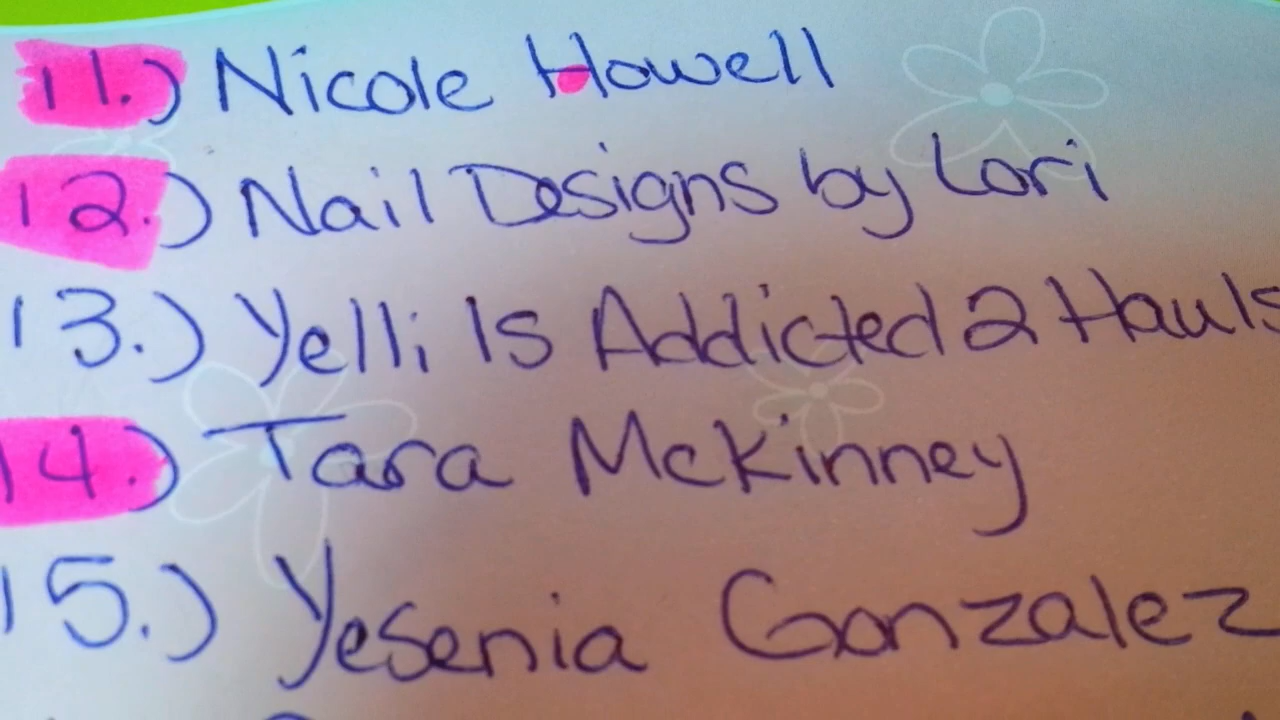 11.) Nicole Howell
12.) Nail Designs by Lori
13.) Yelli Is Addicted 2 Hauls
14.) Tara McKinney
15.) Yesenia Gonzalez